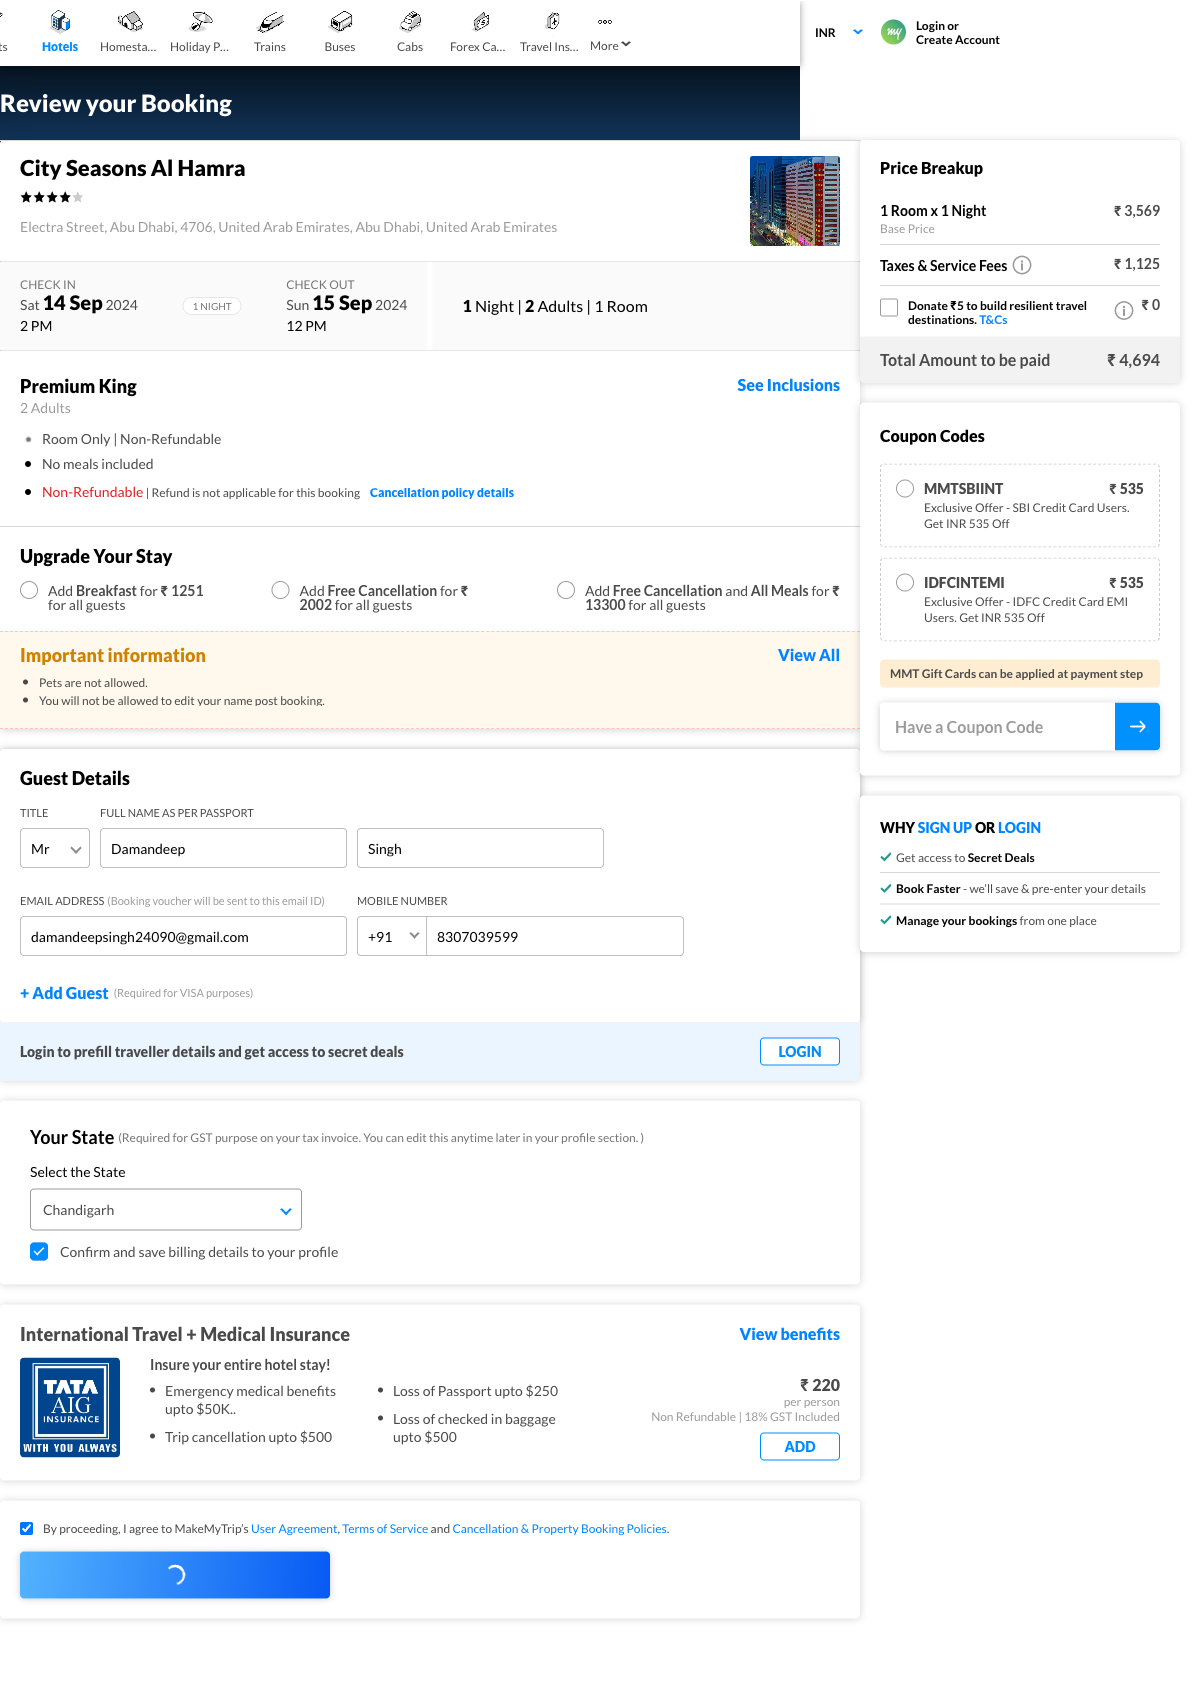 ts
Hotels
Homesta...
Holiday P...
Trains
Buses
Cabs
Forex Ca...
Travel Ins...
More
INR
my
Login or
Create Account
Review your Booking
City Seasons Al Hamra
Electra Street, Abu Dhabi, 4706, United Arab Emirates, Abu Dhabi, United Arab Emirates
CHECK IN
Sat 14 Sep 2024
2 PM
1 NIGHT
CHECK OUT
Sun 15 Sep 2024
12 PM
1 Night | 2 Adults | 1 Room
Premium King
See Inclusions
2 Adults
Room Only | Non-Refundable
No meals included
Non-Refundable | Refund is not applicable for this booking Cancellation policy details
Upgrade Your Stay
Add Breakfast for ₹ 1251
for all guests
Add Free Cancellation for ₹
2002 for all guests
Add Free Cancellation and All Meals for ₹
13300 for all guests
Important information
View All
Pets are not allowed.
You will not be allowed to edit your name post booking.
Guest Details
TITLE
FULL NAME AS PER PASSPORT
Mr
Damandeep
Singh
EMAIL ADDRESS (Booking voucher will be sent to this email ID)
MOBILE NUMBER
damandeepsingh24090@gmail.com
+91
8307039599
+ Add Guest (Required for VISA purposes)
Login to prefill traveller details and get access to secret deals
LOGIN
Your State (Required for GST purpose on your tax invoice. You can edit this anytime later in your profile section. )
Select the State
Chandigarh
Confirm and save billing details to your profile
International Travel + Medical Insurance
View benefits
TATA
AIG
INSURANCE
WITH YOU ALWAYS
Insure your entire hotel stay!
Emergency medical benefits
upto $50K..
Trip cancellation upto $500
Loss of Passport upto $250
Loss of checked in baggage
upto $500
₹ 220
per person
Non Refundable | 18% GST Included
ADD
By proceeding, I agree to MakeMyTrip's User Agreement, Terms of Service and Cancellation & Property Booking Policies.
Price Breakup
1 Room x 1 Night
₹ 3,569
Base Price
Taxes & Service Fees
₹ 1,125
Donate ₹5 to build resilient travel
destinations. T&Cs
₹ 0
Total Amount to be paid
₹ 4,694
Coupon Codes
MMTSBIINT
₹ 535
Exclusive Offer - SBI Credit Card Users.
Get INR 535 Off
IDFCINTEMI
₹ 535
Exclusive Offer - IDFC Credit Card EMI
Users. Get INR 535 Off
MMT Gift Cards can be applied at payment step
Have a Coupon Code
WHY SIGN UP OR LOGIN
Get access to Secret Deals
Book Faster - we'll save & pre-enter your details
Manage your bookings from one place